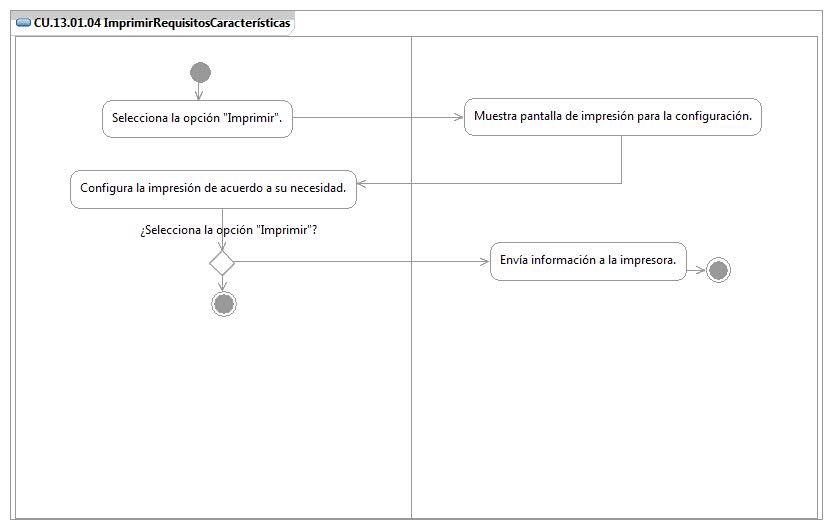 CU.13.01.04 ImprimirRequisitosCaracterísticas
Selecciona la opción "Imprimir".
Muestra pantalla de impresión para la configuración.
Configura la impresión de acuerdo a su necesidad.
¿Selecciona la opción "Imprimir"?
Envía información a la impresora.